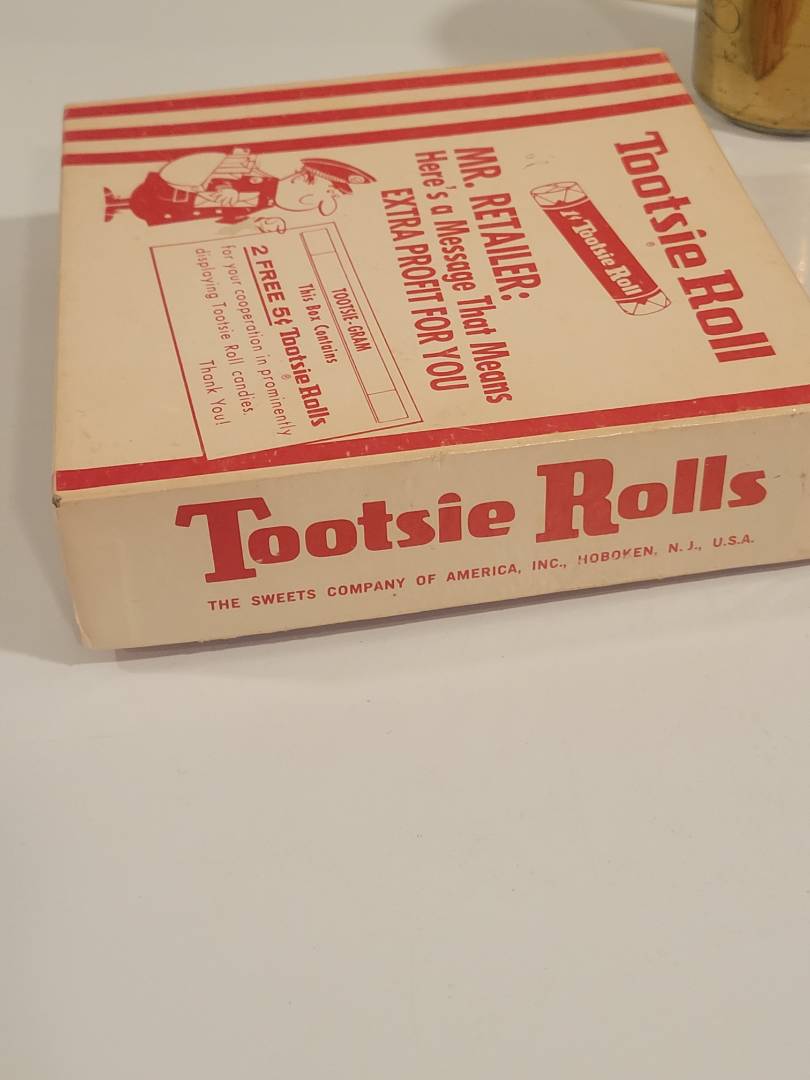 Tootsie Roll
®
1¢ Tootsie Roll
MR. RETAILER:
Here's a Message That Means
EXTRA PROFIT FOR YOU
TOOTSIE-GRAM
This Box Contains
2 FREE 5¢ Tootsie Rolls
®
for your cooperation in prominently
displaying Tootsie Roll candies.
Thank You!
Tootsie Rolls
THE SWEETS COMPANY OF AMERICA, INC., HOBOKEN, N. J., U.S.A.